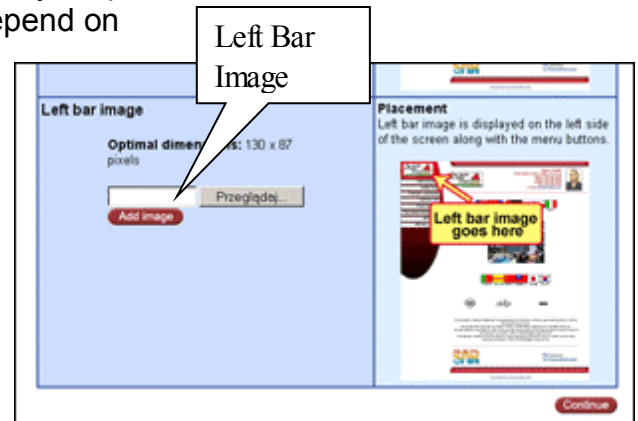 epend on
Left Bar
Image
Left bar image
Optimal dimen rs: 130 x 87
pixels
Przeglądaj...
Add image
Placement
Left bar image is displayed on the left side
of the screen along with the menu buttons.
Left bar image
goes here
SAR
Continue